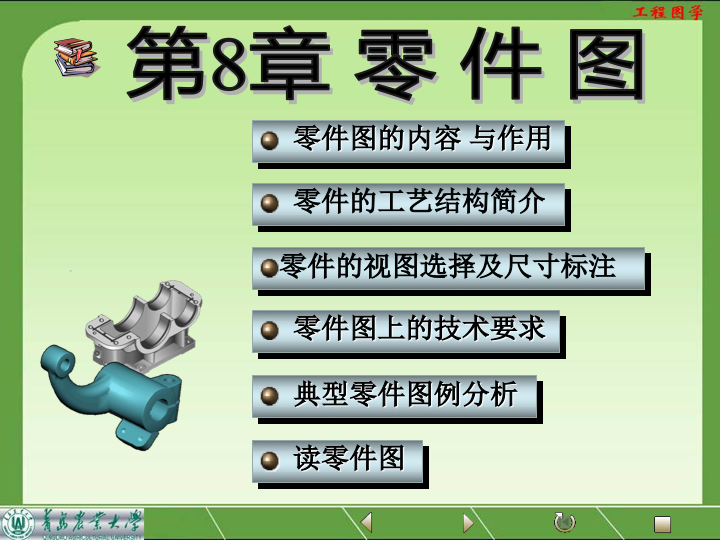 工程图学
第8章 零 件 图
零件图的内容 与作用
零件的工艺结构简介
零件的视图选择及尺寸标注
零件图上的技术要求
典型零件图例分析
读零件图
青岛农业大学
QINGDAO AGRICULTURAL UNIVERSITY